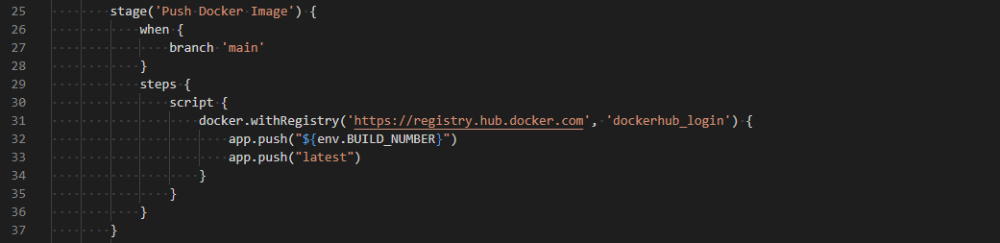 25 stage('Push Docker Image') {
26 when {
27 branch 'main'
28 }
29 steps {
30 script {
31 docker.withRegistry('https://registry.hub.docker.com', 'dockerhub_login') {
32 app.push("${env.BUILD_NUMBER}")
33 app.push("latest")
34 }
35 }
36 }
37 }